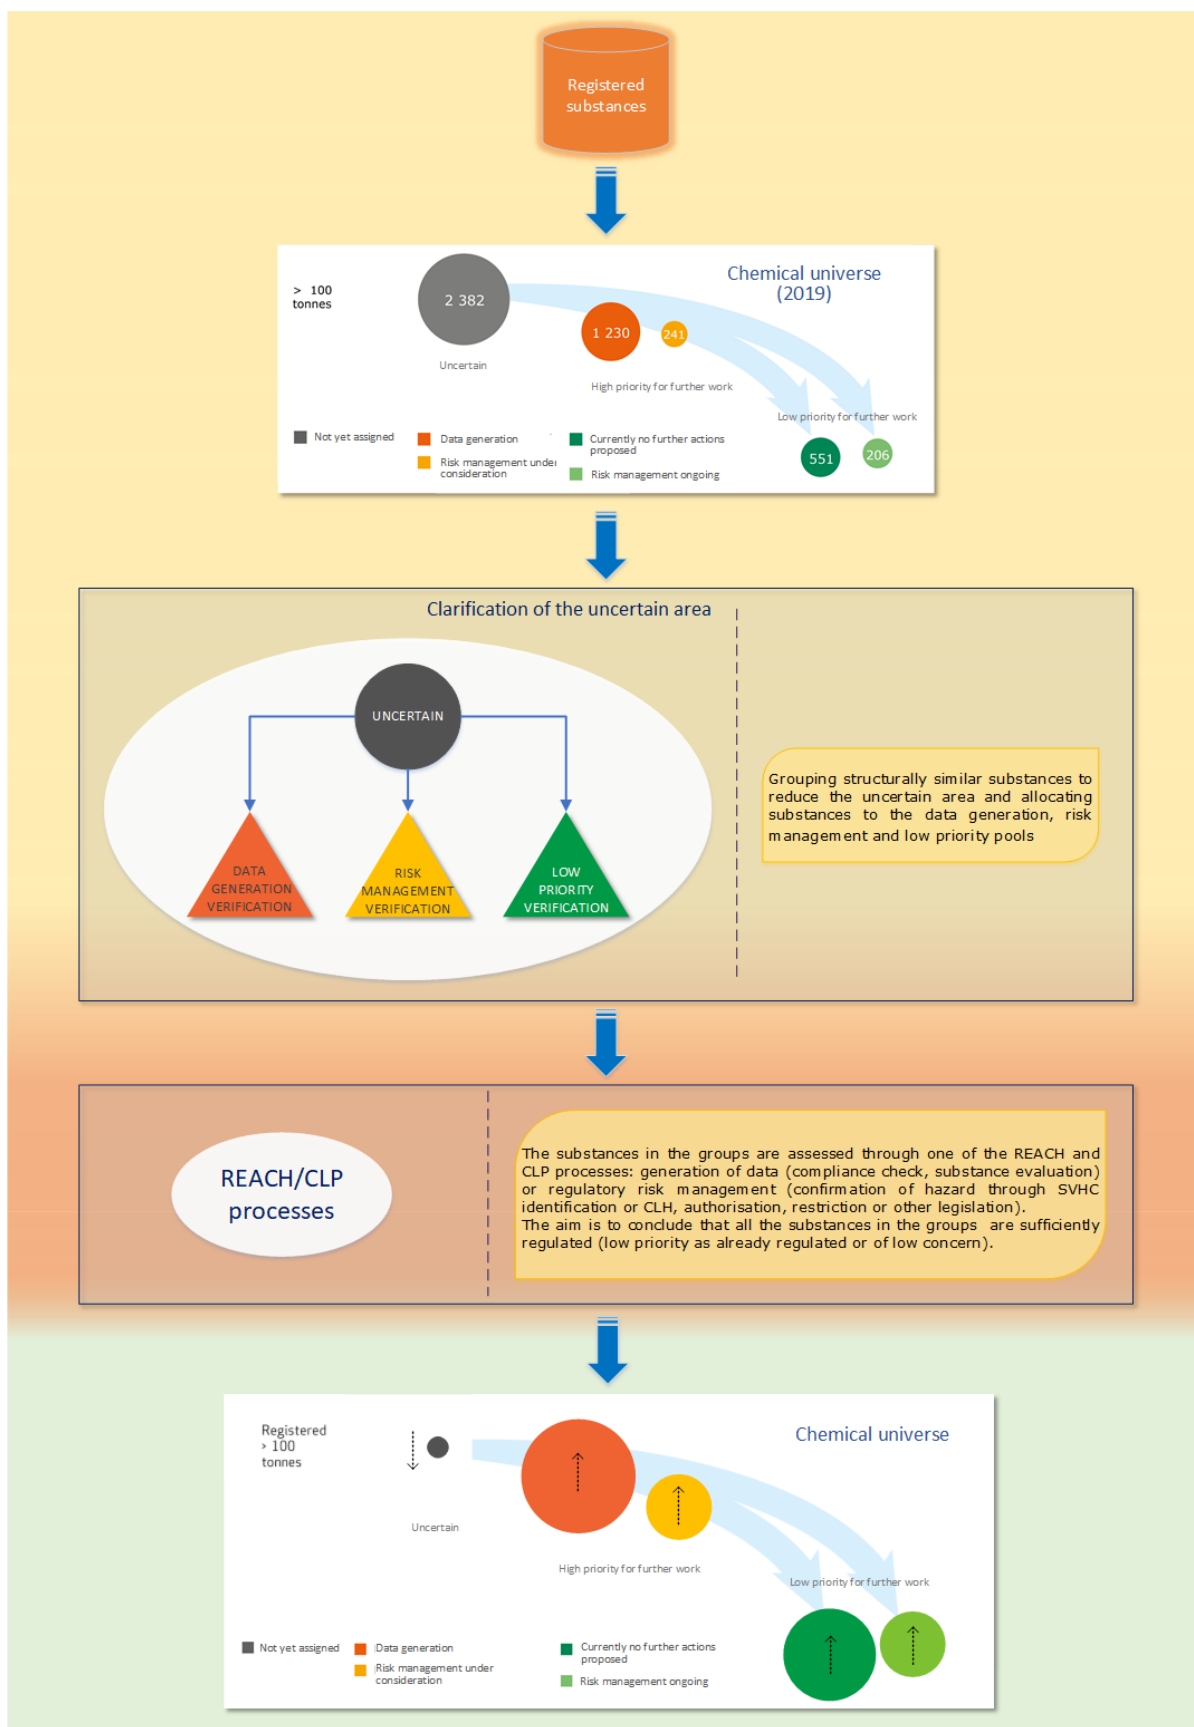 Registered
substances
Chemical universe
(2019)
> 100
tonnes
2 382
1 230
241
Uncertain
High priority for further work
Low priority for further work
551
206
Not yet assigned
Data generation
Risk management under
consideration
Currently no further actions
proposed
Risk management ongoing
Clarification of the uncertain area
UNCERTAIN
DATA
GENERATION
VERIFICATION
RISK
MANAGEMENT
VERIFICATION
LOW
PRIORITY
VERIFICATION
Grouping structurally similar substances to
reduce the uncertain area and allocating
substances to the data generation, risk
management and low priority pools
REACH/CLP
processes
The substances in the groups are assessed through one of the REACH and
CLP processes: generation of data (compliance check, substance evaluation)
or regulatory risk management (confirmation of hazard through SVHC
identification or CLH, authorisation, restriction or other legislation).
The aim is to conclude that all the substances in the groups are sufficiently
regulated (low priority as already regulated or of low concern).
Registered
> 100
tonnes
Chemical universe
Uncertain
High priority for further work
Low priority for further work
Not yet assigned
Data generation
Risk management under
consideration
Currently no further actions
proposed
Risk management ongoing